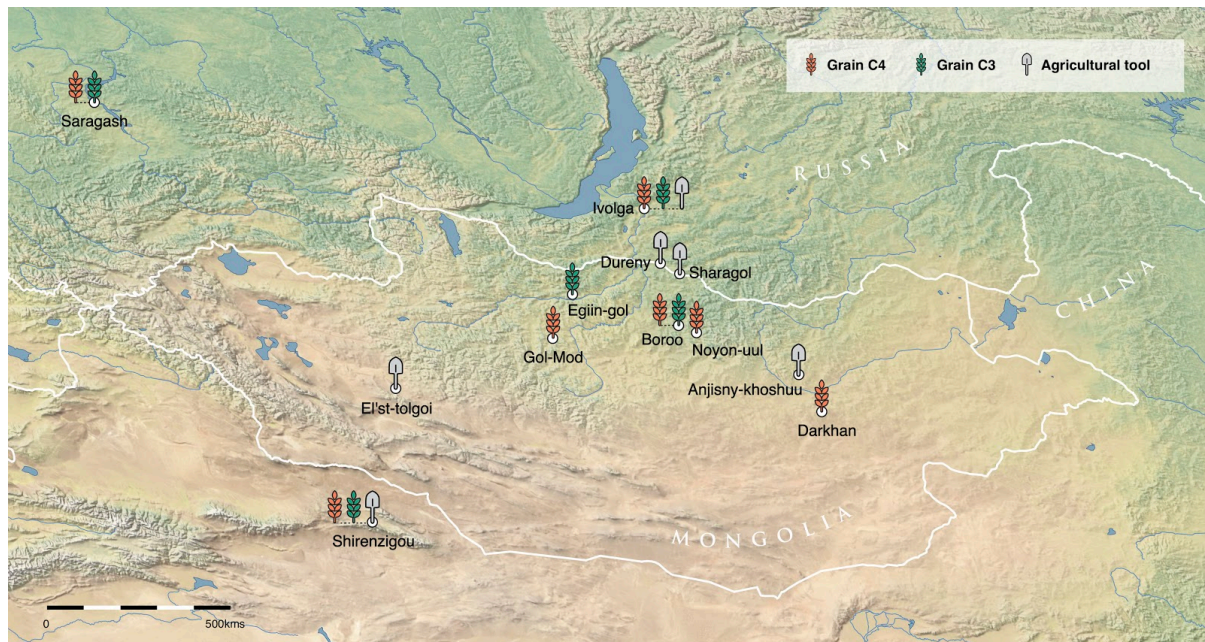 Grain C4
Grain C3
Agricultural tool
Saragash
RUSSIA
Ivolga
Dureny
Sharagol
CHINA
Egiin-gol
Boroo
Noyon-uul
Gol-Mod
Anjisny-khoshuu
El'st-tolgoi
Darkhan
MONGOLIA
Shirenzigou
0
500kms